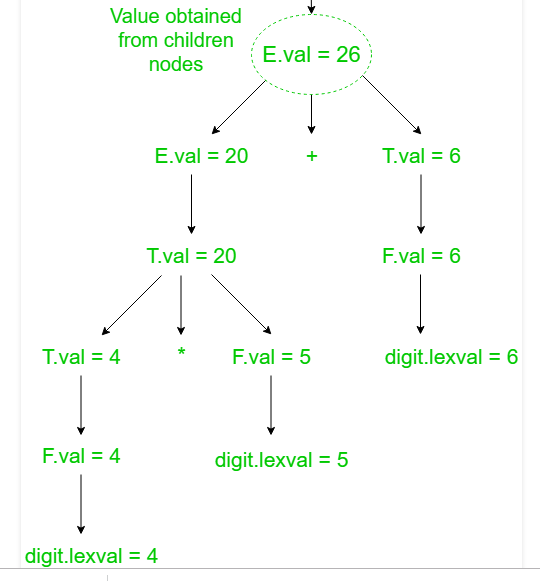 Value obtained
from children
nodes
E.val = 26
E.val = 20
+
T.val = 6
T.val = 20
F.val = 6
T.val = 4
*
F.val = 5
digit.lexval = 6
F.val = 4
digit.lexval = 5
digit.lexval = 4